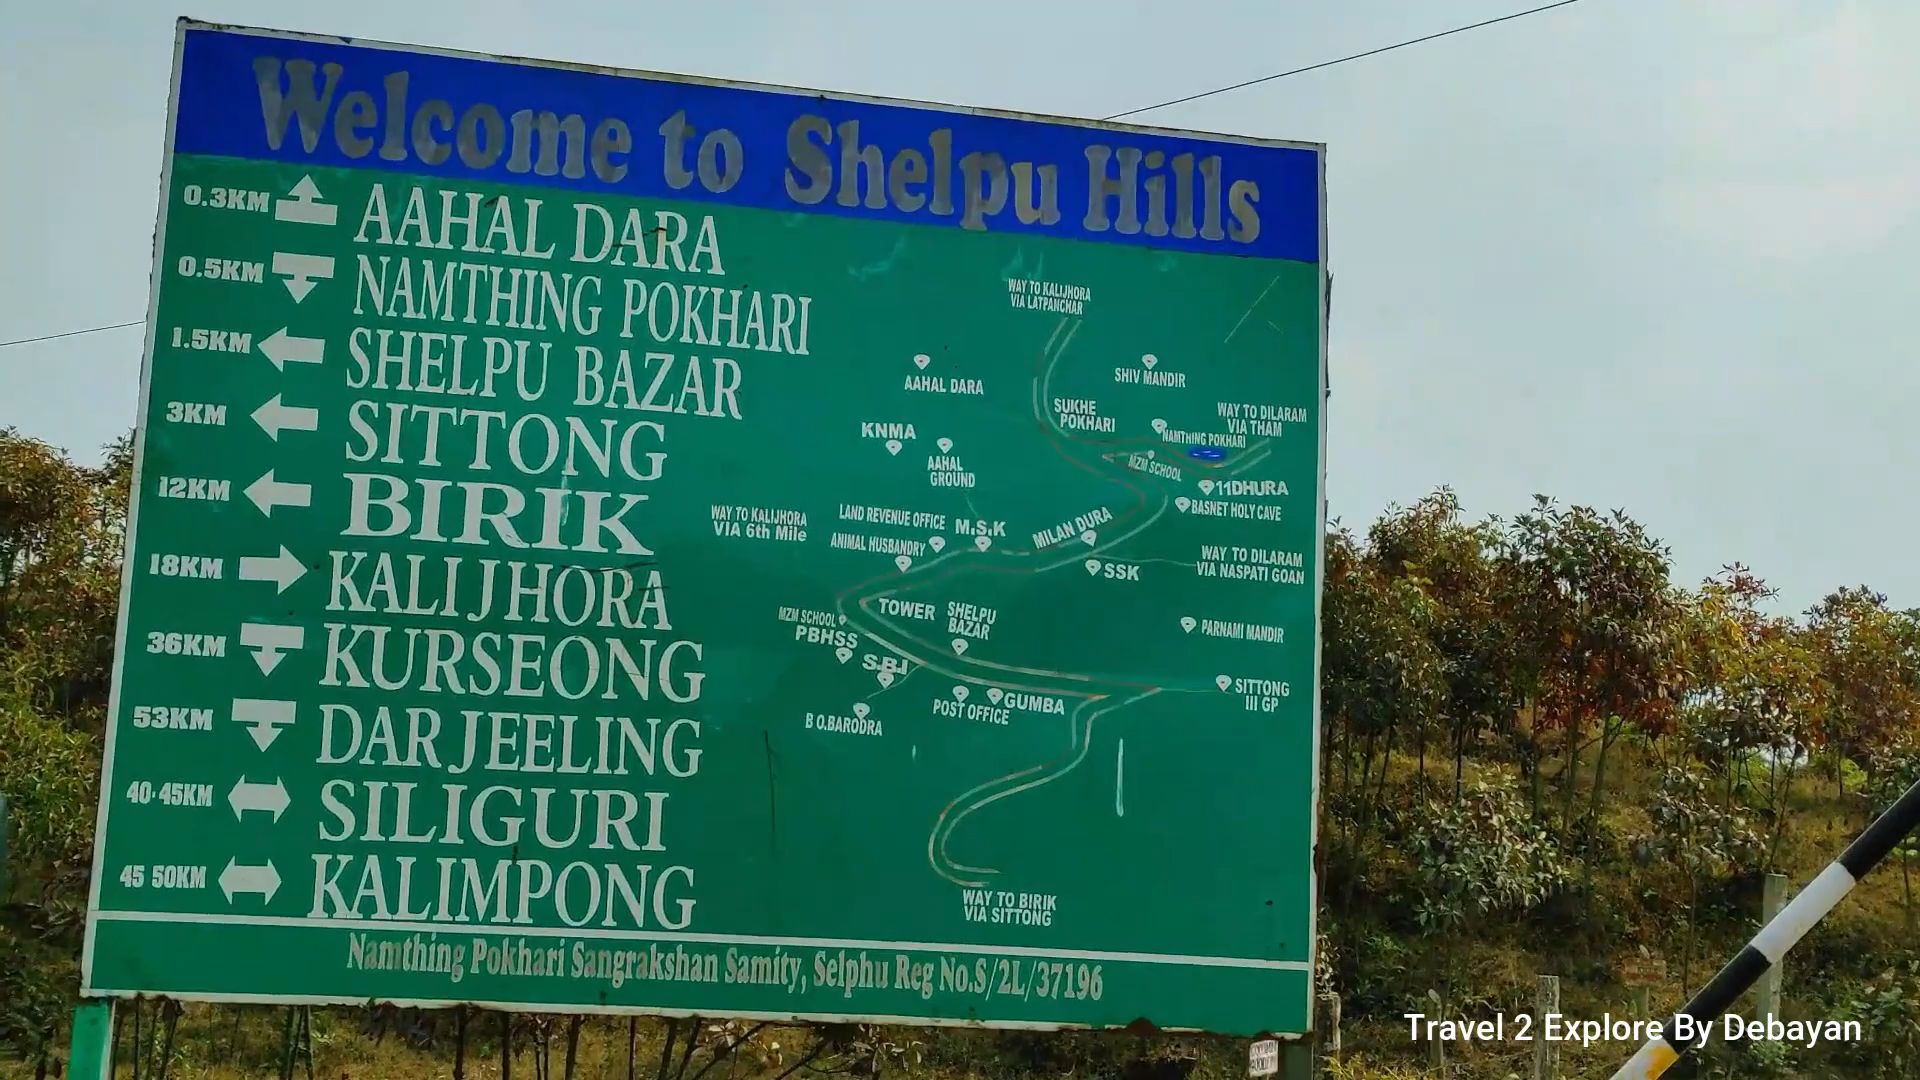 Welcome to Shelpu Hills
0.3KM AAHAL DARA
0.5KM NAMTHING POKHARI
1.5KM SHELPU BAZAR
3KM SITTONG
12KM BIRIK
18KM KALIJHORA
36KM KURSEONG
53KM DARJEELING
40-45KM SILIGURI
45 50KM KALIMPONG
WAY TO KALIJHORA
VIA LATPANCHAR
AAHAL DARA
SHIV MANDIR
SUKHE
POKHARI
WAY TO DILARAM
VIA THAM
NAMTHING POKHARI
KNMA
AAHAL
GROUND
MZM SCHOOL
11DHURA
BASNET HOLY CAVE
WAY TO KALIJHORA
VIA 6th Mile
LAND REVENUE OFFICE
M.S.K
MILAN DURA
ANIMAL HUSBANDRY
SSK
WAY TO DILARAM
VIA NASPATI GOAN
MZM SCHOOL
TOWER
SHELPU
BAZAR
PARNAMI MANDIR
PBHSS
S.B.I
SITTONG
III GP
POST OFFICE
GUMBA
B O.BARODRA
WAY TO BIRIK
VIA SITTONG
Namthing Pokhari Sangrakshan Samity, Selphu Reg No.S/2L/37196
Travel 2 Explore By Debayan